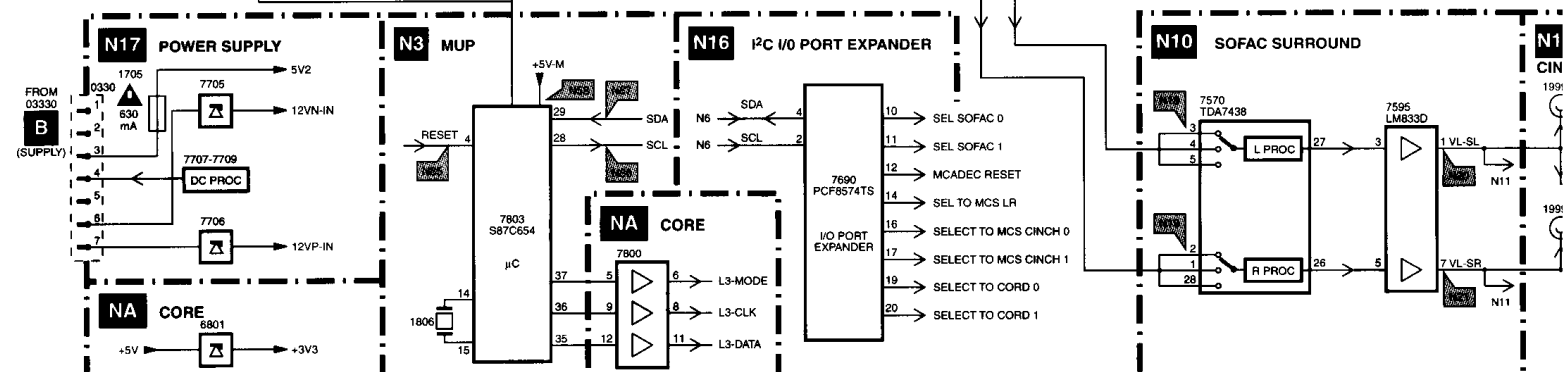 N17 POWER SUPPLY
FROM
03330
B
(SUPPLY)
0330
1
2
3
4
5
6
7
1705
630
mA
5V2
7705
12VN-IN
7707-7709
DC PROC
7706
12VP-IN
NA CORE
6801
+5V
+3V3
N3 MUP
+5V-M
RESET
4
29
SDA
28
SCL
7803
S87C654
µC
14
1806
15
37
36
35
NA CORE
7800
5
6
L3-MODE
9
8
L3-CLK
12
11
L3-DATA
N16 I²C I/0 PORT EXPANDER
SDA
N6
4
SCL
N6
2
7690
PCF8574TS
I/O PORT
EXPANDER
10
SEL SOFAC 0
11
SEL SOFAC 1
12
MCADEC RESET
14
SEL TO MCS LR
16
SELECT TO MCS CINCH 0
17
SELECT TO MCS CINCH 1
19
SELECT TO CORD 0
20
SELECT TO CORD 1
N10 SOFAC SURROUND
7570
TDA7438
3
4
5
L PROC
27
2
1
28
R PROC
26
7595
LM833D
3
1 VL-SL
N11
5
7 VL-SR
N11
N1
CIN
199
199